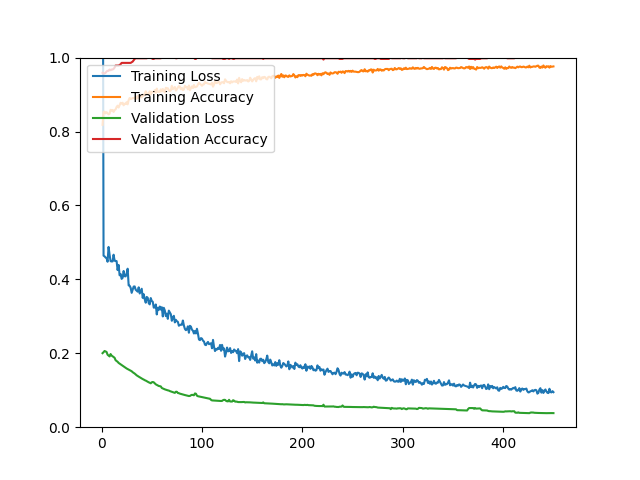 1.0
0.8
0.6
0.4
0.2
0.0
Training Loss
Training Accuracy
Validation Loss
Validation Accuracy
0 100 200 300 400